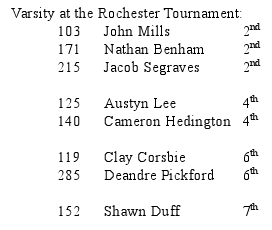 Varsity at the Rochester Tournament:
103 John Mills 2nd
171 Nathan Benham 2nd
215 Jacob Segraves 2nd
125 Austyn Lee 4th
140 Cameron Hedington 4th
119 Clay Corsbie 6th
285 Deandre Pickford 6th
152 Shawn Duff 7th